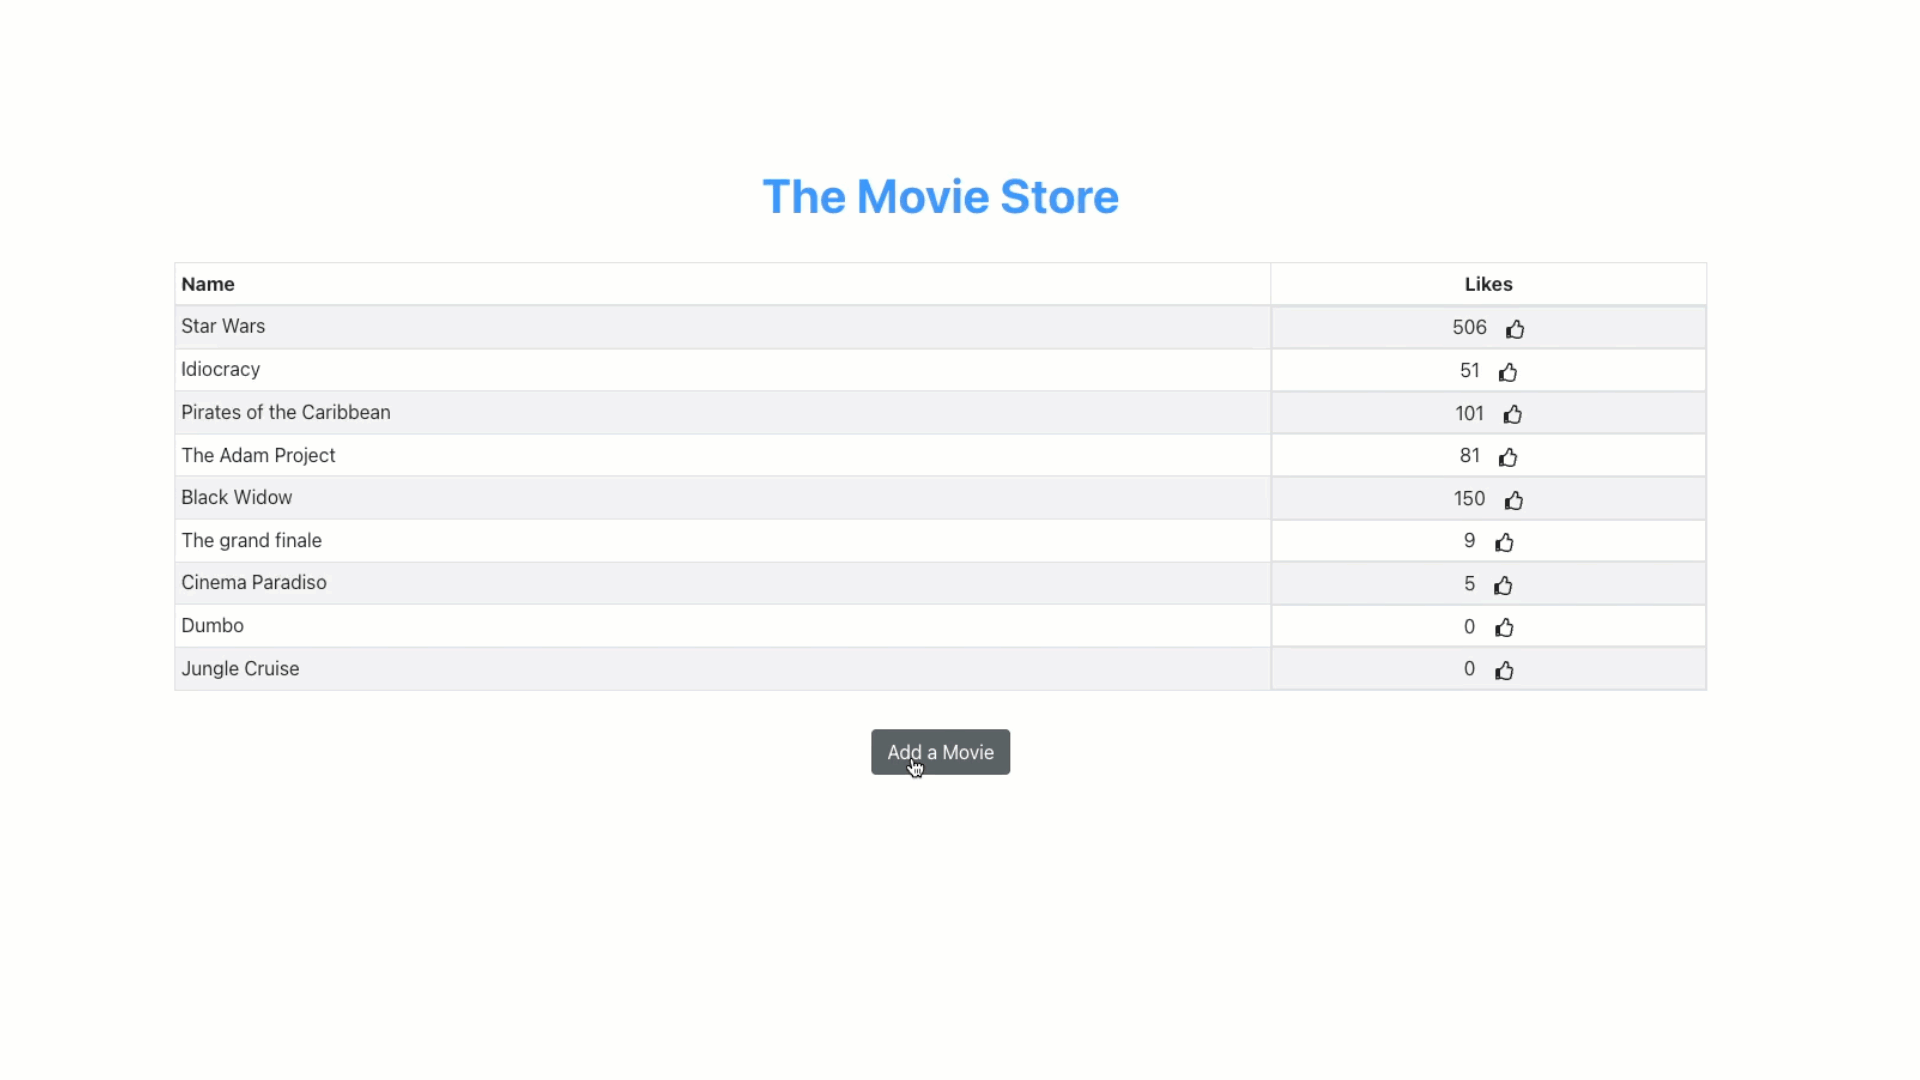 The Movie Store
Name Likes
Star Wars 506
Idiocracy 51
Pirates of the Caribbean 101
The Adam Project 81
Black Widow 150
The grand finale 9
Cinema Paradiso 5
Dumbo 0
Jungle Cruise 0
Add a Movie